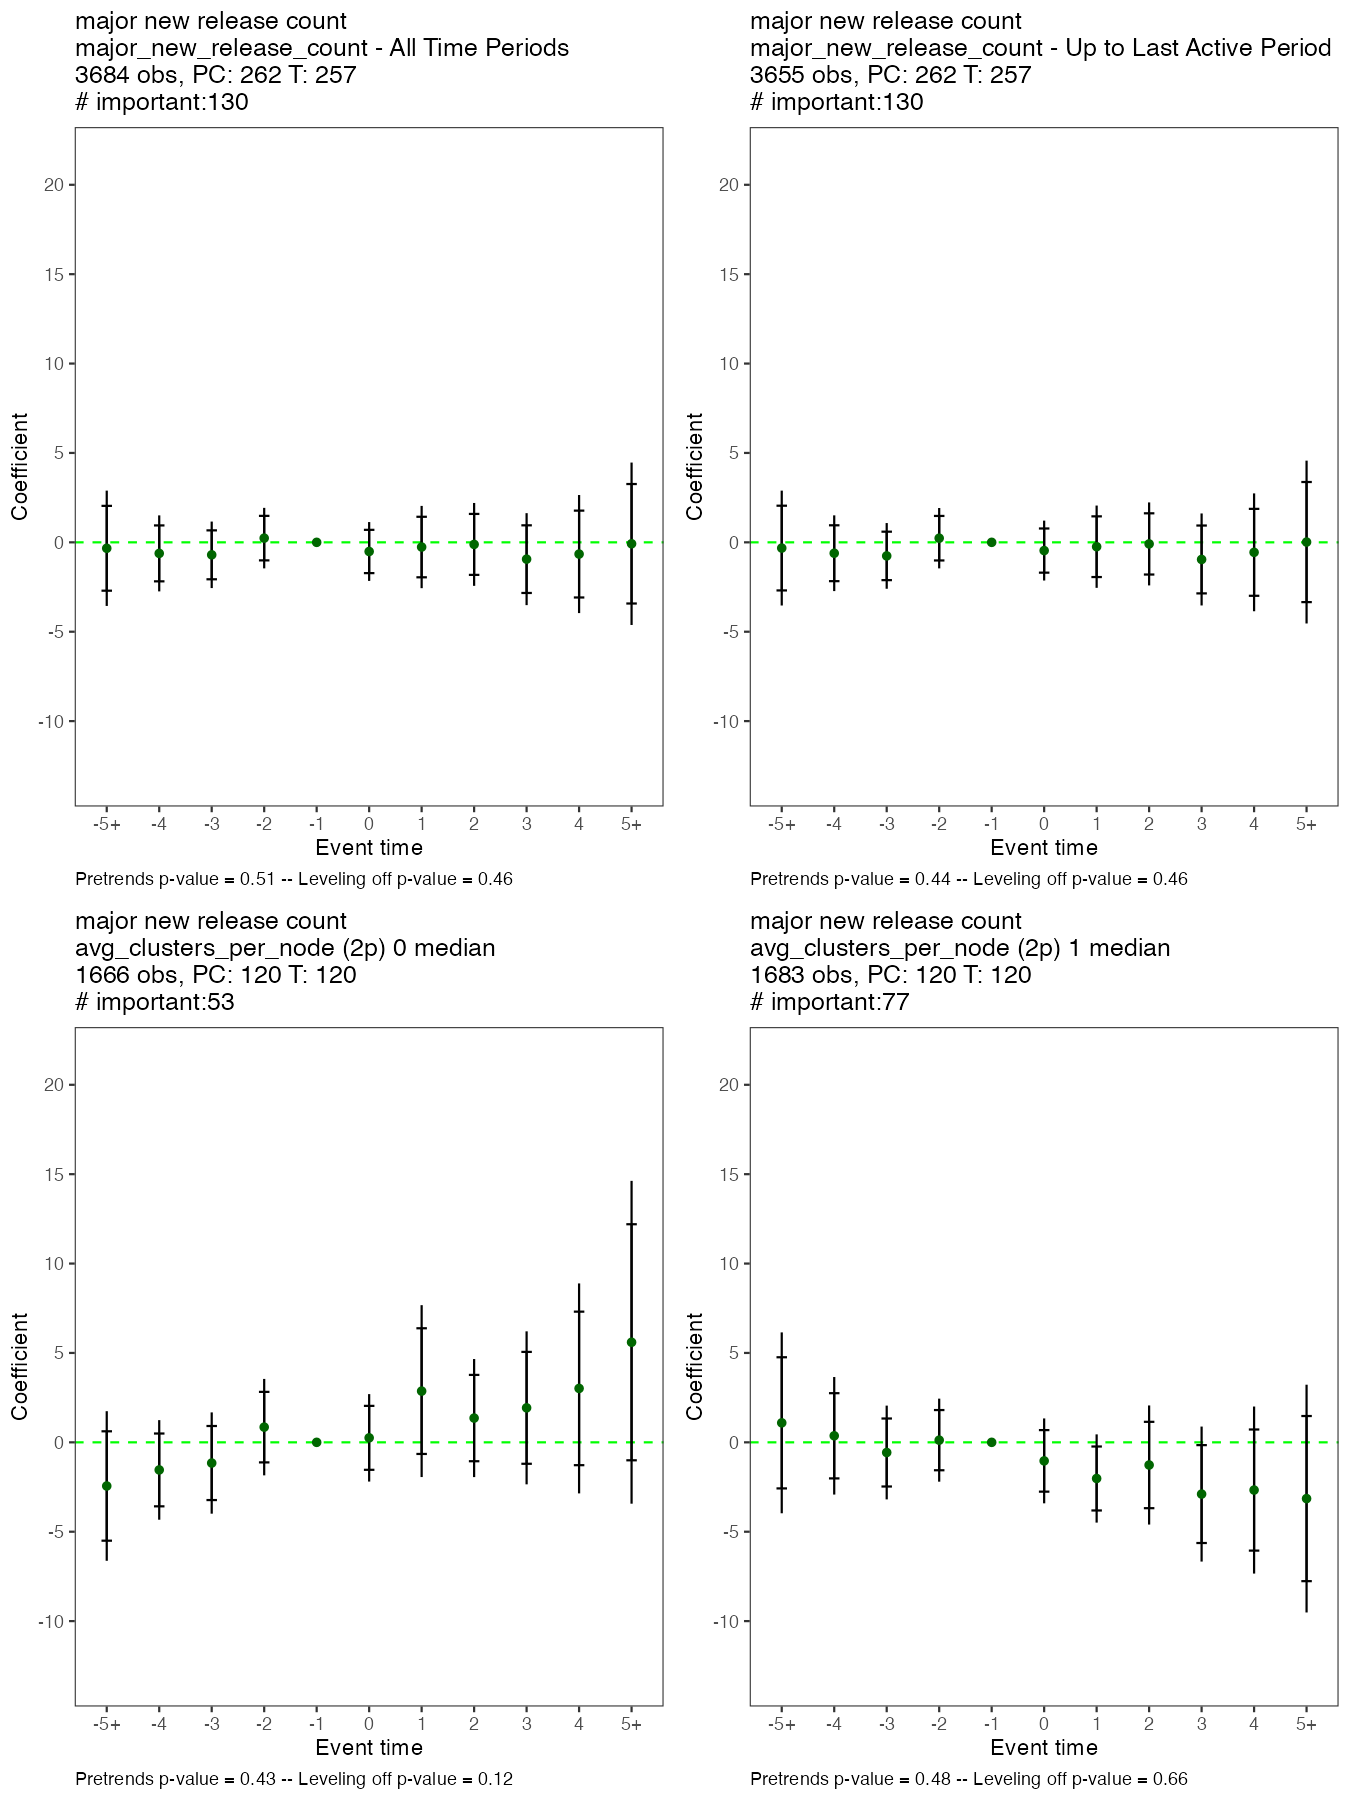 major new release count
major_new_release_count - All Time Periods
3684 obs, PC: 262 T: 257
# important:130
20
15
10
5
0
-5
-10
Coefficient
-5+ -4 -3 -2 -1 0 1 2 3 4 5+
Event time
Pretrends p-value = 0.51 -- Leveling off p-value = 0.46
major new release count
major_new_release_count - Up to Last Active Period
3655 obs, PC: 262 T: 257
# important:130
20
15
10
5
0
-5
-10
Coefficient
-5+ -4 -3 -2 -1 0 1 2 3 4 5+
Event time
Pretrends p-value = 0.44 -- Leveling off p-value = 0.46
major new release count
avg_clusters_per_node (2p) 0 median
1666 obs, PC: 120 T: 120
# important:53
20
15
10
5
0
-5
-10
Coefficient
-5+ -4 -3 -2 -1 0 1 2 3 4 5+
Event time
Pretrends p-value = 0.43 -- Leveling off p-value = 0.12
major new release count
avg_clusters_per_node (2p) 1 median
1683 obs, PC: 120 T: 120
# important:77
20
15
10
5
0
-5
-10
Coefficient
-5+ -4 -3 -2 -1 0 1 2 3 4 5+
Event time
Pretrends p-value = 0.48 -- Leveling off p-value = 0.66